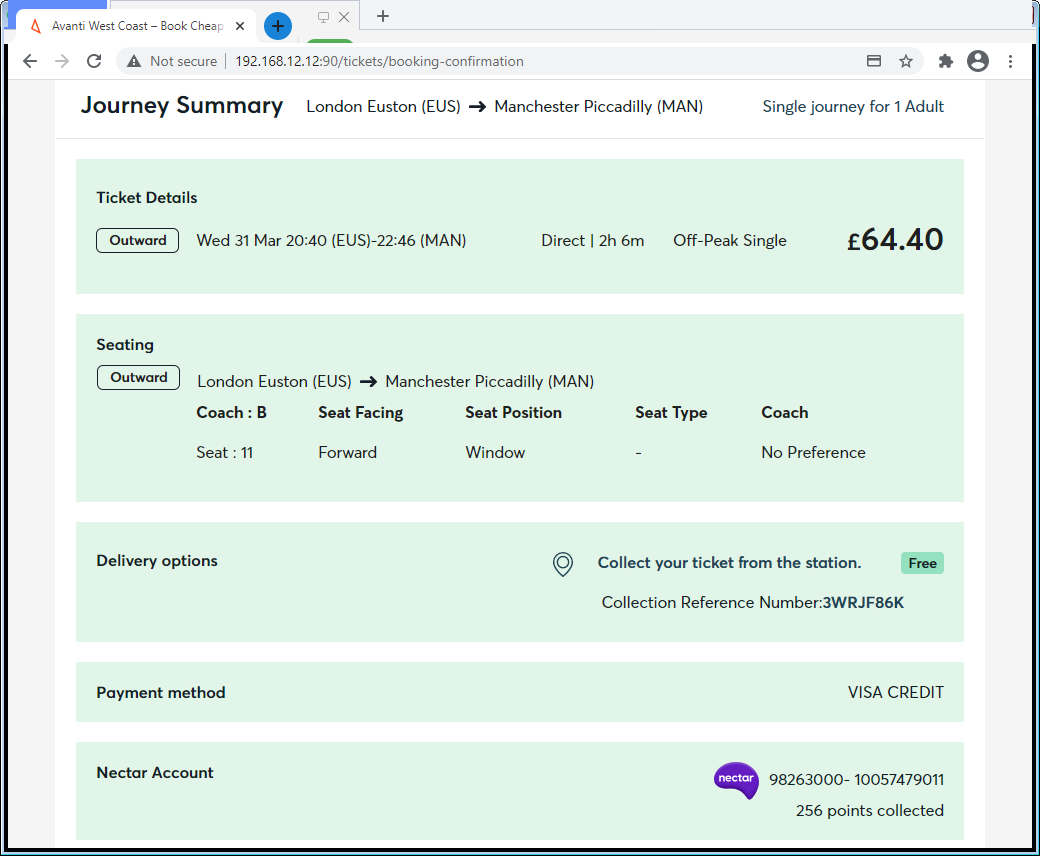 Avanti West Coast – Book Cheap
Not secure
192.168.12.12:90/tickets/booking-confirmation
Journey Summary London Euston (EUS) → Manchester Piccadilly (MAN) Single journey for 1 Adult
Ticket Details
Outward Wed 31 Mar 20:40 (EUS)-22:46 (MAN) Direct | 2h 6m Off-Peak Single £64.40
Seating
Outward London Euston (EUS) → Manchester Piccadilly (MAN)
Coach : B Seat Facing Seat Position Seat Type Coach
Seat : 11 Forward Window - No Preference
Delivery options Collect your ticket from the station. Free
Collection Reference Number:3WRJF86K
Payment method VISA CREDIT
Nectar Account nectar 98263000- 10057479011
256 points collected